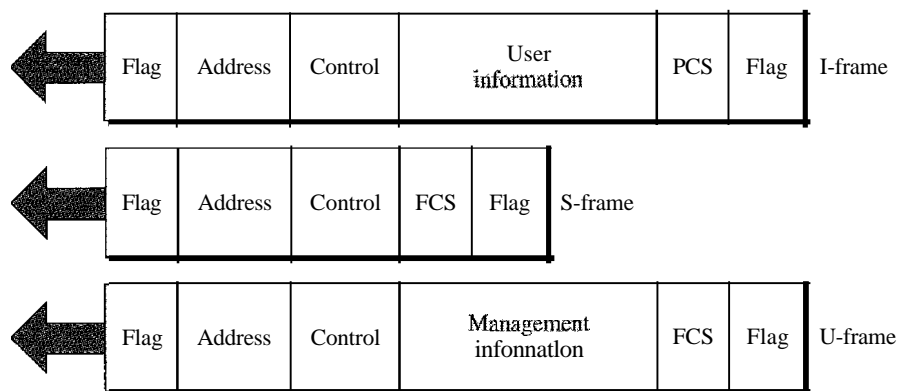 Flag Address Control User information PCS Flag I-frame
Flag Address Control FCS Flag S-frame
Flag Address Control Management infonnatlon FCS Flag U-frame